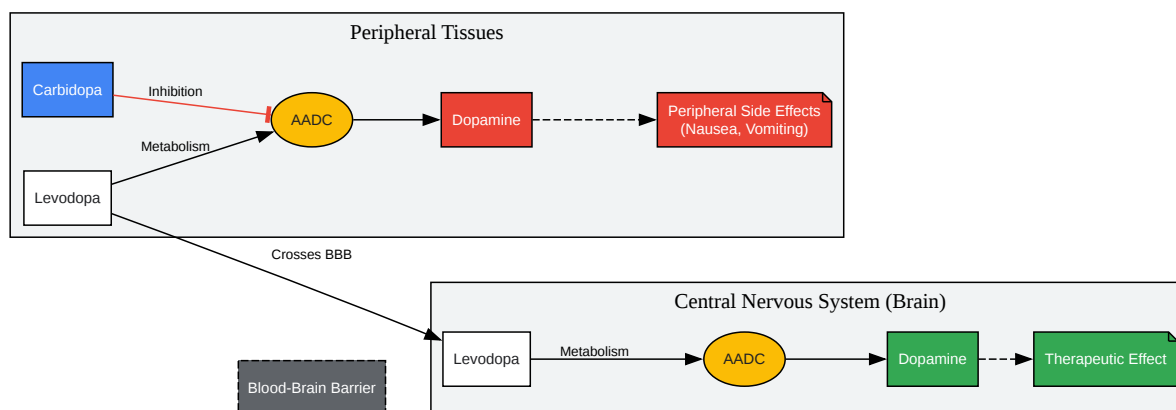 Peripheral Tissues
Carbidopa
Inhibition
AADC
Dopamine
Peripheral Side Effects
(Nausea, Vomiting)
Metabolism
Levodopa
Crosses BBB
Central Nervous System (Brain)
Levodopa
Metabolism
AADC
Dopamine
Therapeutic Effect
Blood-Brain Barrier